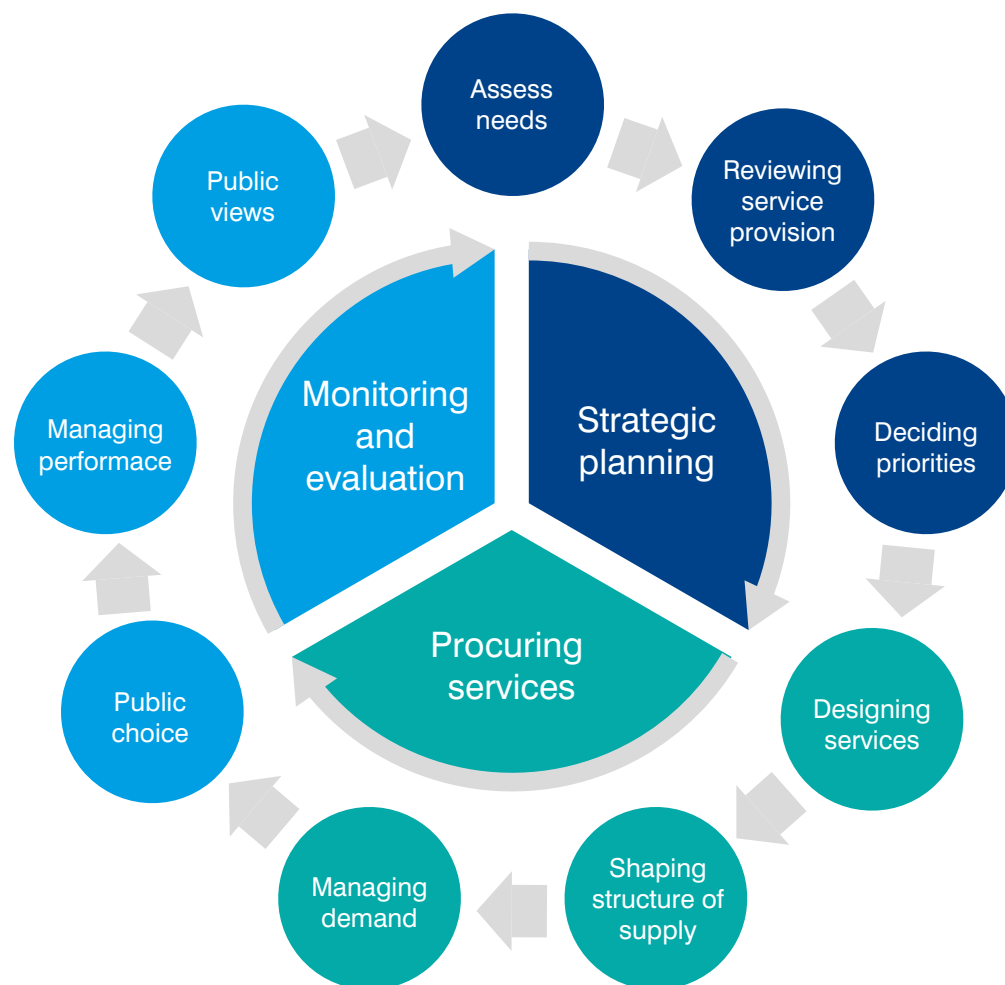 Assess
needs
Reviewing
service
provision
Deciding
priorities
Designing
services
Shaping
structure of
supply
Managing
demand
Public
choice
Managing
performace
Public
views
Strategic
planning
Procuring
services
Monitoring
and
evaluation